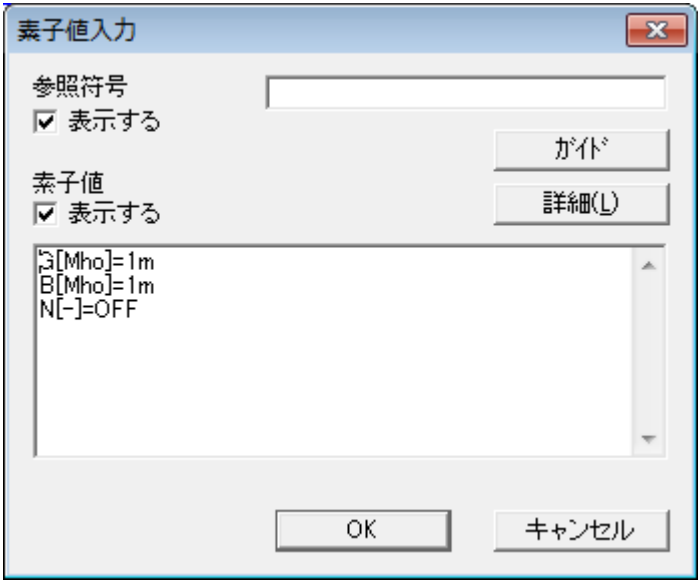 素子値入力
参照符号
表示する
ガイド
素子値
表示する
詳細(L)
G[Mho]=1m
B[Mho]=1m
N[-]=OFF
OK
キャンセル